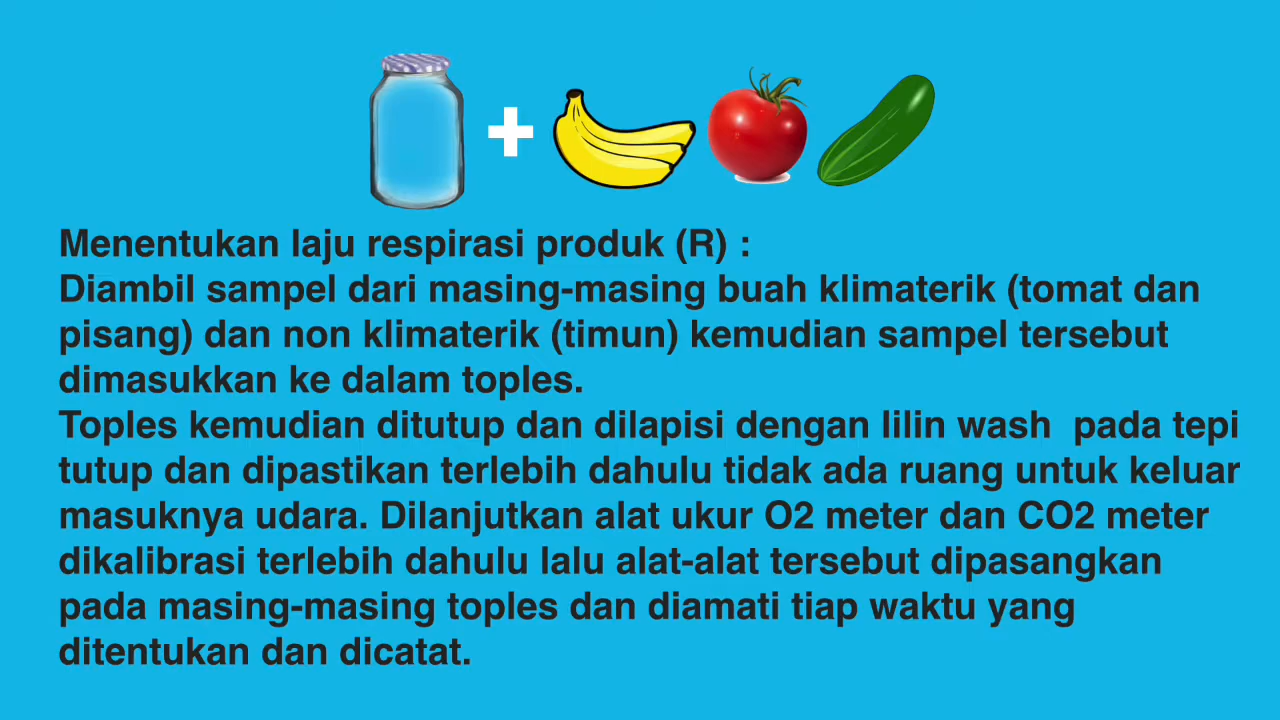 Menentukan laju respirasi produk (R) :
Diambil sampel dari masing-masing buah klimaterik (tomat dan
pisang) dan non klimaterik (timun) kemudian sampel tersebut
dimasukkan ke dalam toples.
Toples kemudian ditutup dan dilapisi dengan lilin wash  pada tepi
tutup dan dipastikan terlebih dahulu tidak ada ruang untuk keluar
masuknya udara. Dilanjutkan alat ukur O2 meter dan CO2 meter
dikalibrasi terlebih dahulu lalu alat-alat tersebut dipasangkan
pada masing-masing toples dan diamati tiap waktu yang
ditentukan dan dicatat.